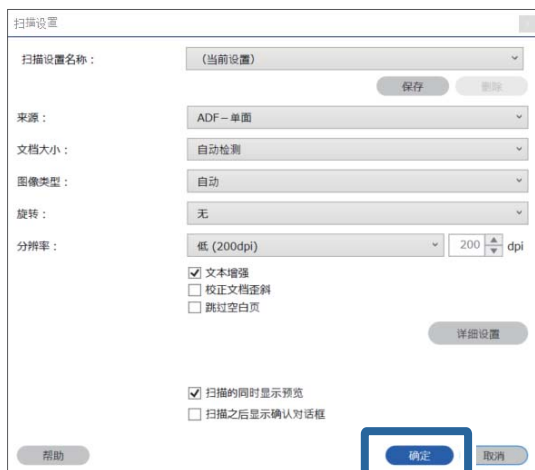 扫描设置
扫描设置名称：
（当前设置）
保存 删除
来源： ADF－单面
文档大小： 自动检测
图像类型： 自动
旋转： 无
分辨率： 低 (200dpi) 200 dpi
文本增强
校正文档歪斜
跳过空白页
详细设置
扫描的同时显示预览
扫描之后显示确认对话框
帮助 确定 取消